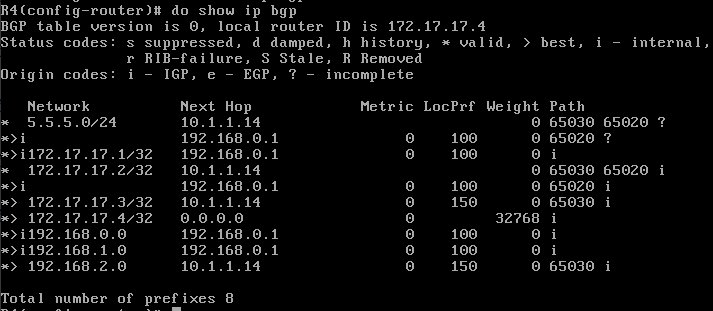 R4(config-router)# do show ip bgp
BGP table version is 0, local router ID is 172.17.17.4
Status codes: s suppressed, d damped, h history, * valid, > best, i - internal,
              r RIB-failure, S Stale, R Removed
Origin codes: i - IGP, e - EGP, ? - incomplete

   Network          Next Hop            Metric LocPrf Weight Path
*  5.5.5.0/24       10.1.1.14                              0 65030 65020 ?
*>i                 192.168.0.1              0    100      0 65020 ?
*>i172.17.17.1/32   192.168.0.1              0    100      0 i
*  172.17.17.2/32   10.1.1.14                              0 65030 65020 i
*>i                 192.168.0.1              0    100      0 65020 i
*> 172.17.17.3/32   10.1.1.14                0    150      0 65030 i
*> 172.17.17.4/32   0.0.0.0                  0         32768 i
*>i192.168.0.0      192.168.0.1              0    100      0 i
*>i192.168.1.0      192.168.0.1              0    100      0 i
*> 192.168.2.0      10.1.1.14                0    150      0 65030 i

Total number of prefixes 8
R4(config-router)#